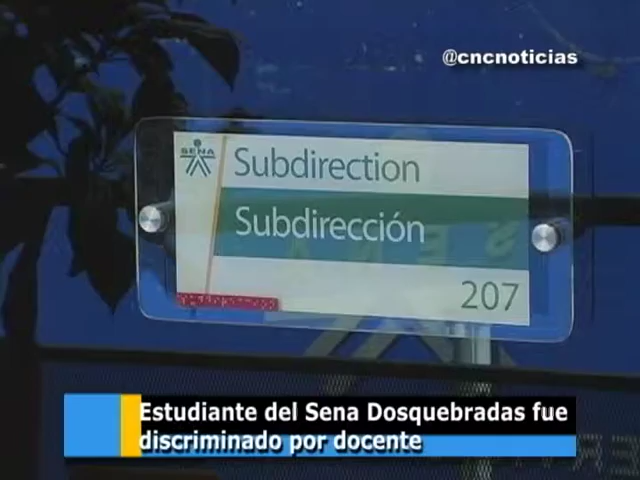 @cncnoticias
SENA
Subdirection
Subdirección
207
Estudiante del Sena Dosquebradas fue
discriminado por docente